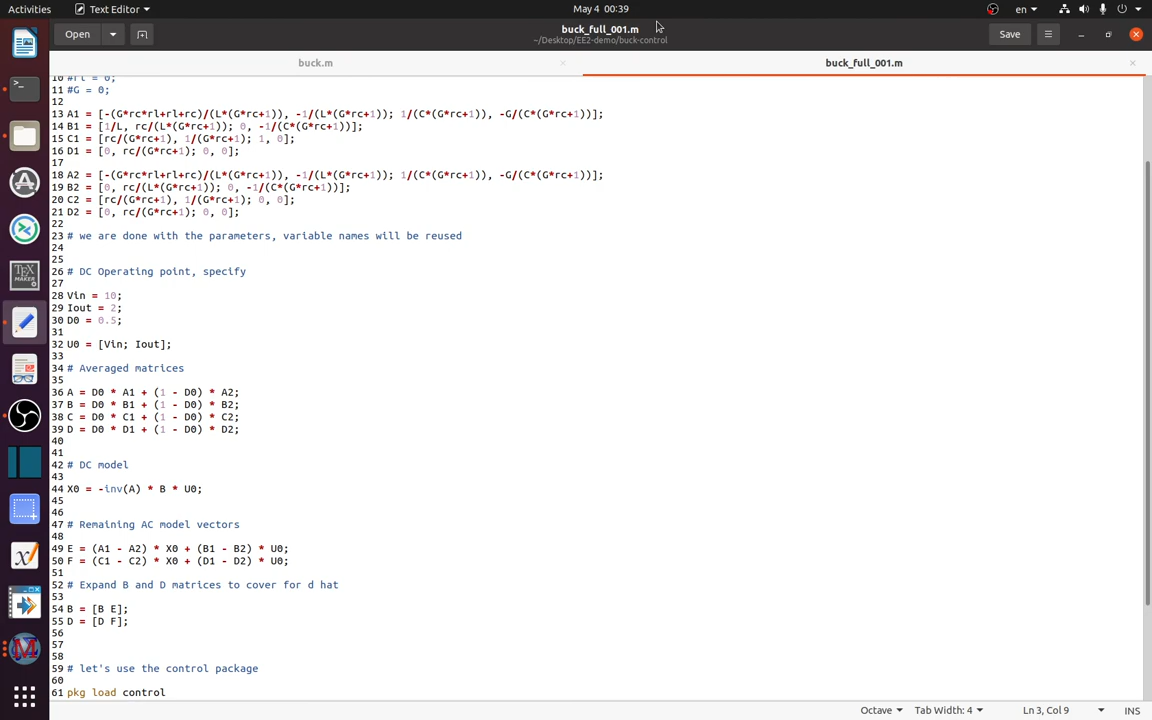 Activities
Text Editor
May 4 00:39
en
Open
buck_full_001.m
~/Desktop/EE2-demo/buck-control
Save
buck.m
buck_full_001.m
10 #rl = 0;
11 #G = 0;
12
13 A1 = [-(G*rc*rl+rl+rc)/(L*(G*rc+1)), -1/(L*(G*rc+1)); 1/(C*(G*rc+1)), -G/(C*(G*rc+1))];
14 B1 = [1/L, rc/(L*(G*rc+1)); 0, -1/(C*(G*rc+1))];
15 C1 = [rc/(G*rc+1), 1/(G*rc+1); 1, 0];
16 D1 = [0, rc/(G*rc+1); 0, 0];
17
18 A2 = [-(G*rc*rl+rl+rc)/(L*(G*rc+1)), -1/(L*(G*rc+1)); 1/(C*(G*rc+1)), -G/(C*(G*rc+1))];
19 B2 = [0, rc/(L*(G*rc+1)); 0, -1/(C*(G*rc+1))];
20 C2 = [rc/(G*rc+1), 1/(G*rc+1); 0, 0];
21 D2 = [0, rc/(G*rc+1); 0, 0];
22
23 # we are done with the parameters, variable names will be reused
24
25
26 # DC Operating point, specify
27
28 Vin = 10;
29 Iout = 2;
30 D0 = 0.5;
31
32 U0 = [Vin; Iout];
33
34 # Averaged matrices
35
36 A = D0 * A1 + (1 - D0) * A2;
37 B = D0 * B1 + (1 - D0) * B2;
38 C = D0 * C1 + (1 - D0) * C2;
39 D = D0 * D1 + (1 - D0) * D2;
40
41
42 # DC model
43
44 X0 = -inv(A) * B * U0;
45
46
47 # Remaining AC model vectors
48
49 E = (A1 - A2) * X0 + (B1 - B2) * U0;
50 F = (C1 - C2) * X0 + (D1 - D2) * U0;
51
52 # Expand B and D matrices to cover for d hat
53
54 B = [B E];
55 D = [D F];
56
57
58
59 # let's use the control package
60
61 pkg load control
Octave
Tab Width: 4
Ln 3, Col 9
INS